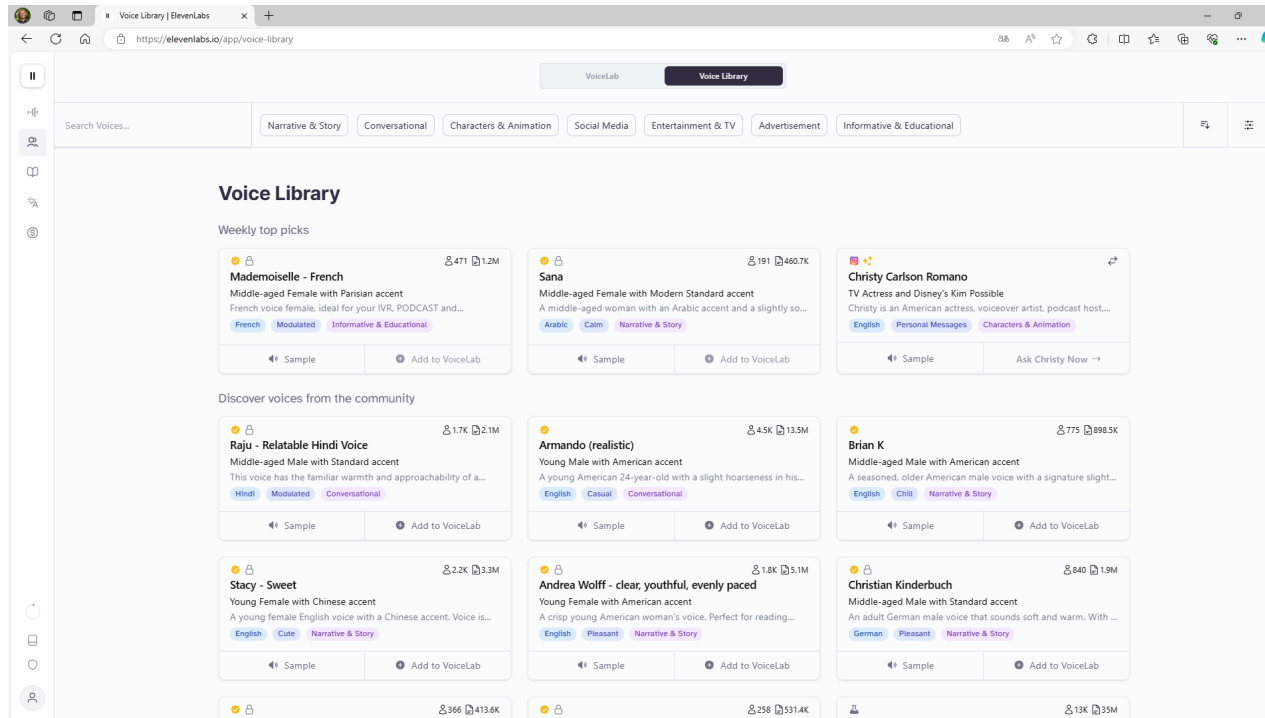 Voice Library | ElevenLabs
https://elevenlabs.io/app/voice-library
VoiceLab Voice Library
Search Voices... Narrative & Story Conversational Characters & Animation Social Media Entertainment & TV Advertisement Informative & Educational
Voice Library
Weekly top picks
471 1.2M
Mademoiselle - French
Middle-aged Female with Parisian accent
French voice female, ideal for your IVR, PODCAST and...
French Modulated Informative & Educational
Sample Add to VoiceLab
191 460.7K
Sana
Middle-aged Female with Modern Standard accent
A middle-aged woman with an Arabic accent and a slightly so...
Arabic Calm Narrative & Story
Sample Add to VoiceLab
Christy Carlson Romano
TV Actress and Disney's Kim Possible
Christy is an American actress, voiceover artist, podcast host,...
English Personal Messages Characters & Animation
Sample Ask Christy Now →
Discover voices from the community
1.7K 2.1M
Raju - Relatable Hindi Voice
Middle-aged Male with Standard accent
This voice has the familiar warmth and approachability of a...
Hindi Modulated Conversational
Sample Add to VoiceLab
4.5K 13.5M
Armando (realistic)
Young Male with American accent
A young American 24-year-old with a slight hoarseness in his...
English Casual Conversational
Sample Add to VoiceLab
775 898.5K
Brian K
Middle-aged Male with American accent
A seasoned, older American male voice with a signature slight...
English Chill Narrative & Story
Sample Add to VoiceLab
2.2K 3.3M
Stacy - Sweet
Young Female with Chinese accent
A young female English voice with a Chinese accent. Voice is...
English Cute Narrative & Story
Sample Add to VoiceLab
1.8K 5.1M
Andrea Wolff - clear, youthful, evenly paced
Young Female with American accent
A crisp young American woman's voice. Perfect for reading...
English Pleasant Narrative & Story
Sample Add to VoiceLab
840 1.9M
Christian Kinderbuch
Middle-aged Male with Standard accent
An adult German male voice that sounds soft and warm. With ...
German Pleasant Narrative & Story
Sample Add to VoiceLab
366 413.6K
258 531.4K
13K 35M